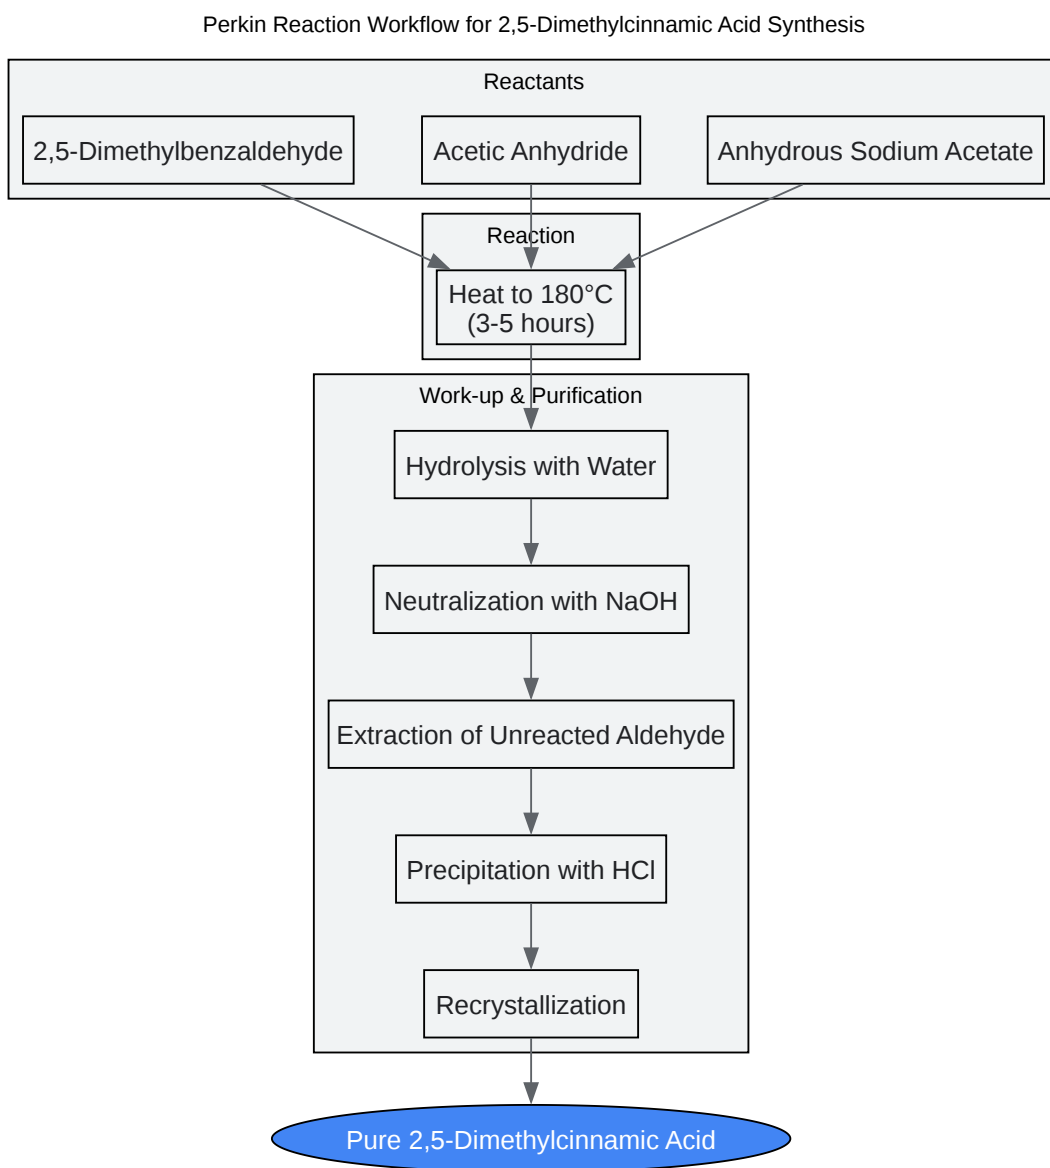 Perkin Reaction Workflow for 2,5-Dimethylcinnamic Acid Synthesis
Reactants
2,5-Dimethylbenzaldehyde
Acetic Anhydride
Anhydrous Sodium Acetate
Reaction
Heat to 180°C
(3-5 hours)
Work-up & Purification
Hydrolysis with Water
Neutralization with NaOH
Extraction of Unreacted Aldehyde
Precipitation with HCl
Recrystallization
Pure 2,5-Dimethylcinnamic Acid